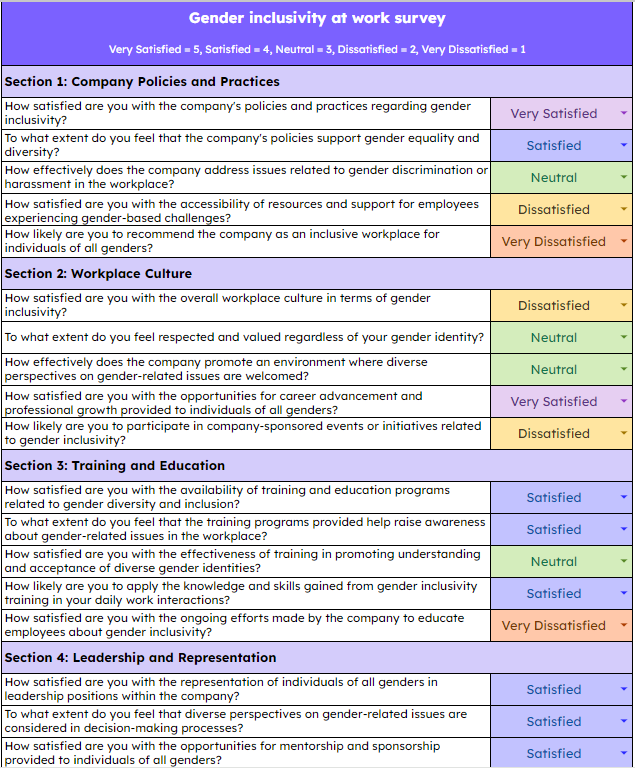 Gender inclusivity at work survey
Very Satisfied = 5, Satisfied = 4, Neutral = 3, Dissatisfied = 2, Very Dissatisfied = 1
Section 1: Company Policies and Practices
How satisfied are you with the company's policies and practices regarding gender
inclusivity?
Very Satisfied
To what extent do you feel that the company's policies support gender equality and
diversity?
Satisfied
How effectively does the company address issues related to gender discrimination or
harassment in the workplace?
Neutral
How satisfied are you with the accessibility of resources and support for employees
experiencing gender-based challenges?
Dissatisfied
How likely are you to recommend the company as an inclusive workplace for
individuals of all genders?
Very Dissatisfied
Section 2: Workplace Culture
How satisfied are you with the overall workplace culture in terms of gender
inclusivity?
Dissatisfied
To what extent do you feel respected and valued regardless of your gender identity?
Neutral
How effectively does the company promote an environment where diverse
perspectives on gender-related issues are welcomed?
Neutral
How satisfied are you with the opportunities for career advancement and
professional growth provided to individuals of all genders?
Very Satisfied
How likely are you to participate in company-sponsored events or initiatives related
to gender inclusivity?
Dissatisfied
Section 3: Training and Education
How satisfied are you with the availability of training and education programs
related to gender diversity and inclusion?
Satisfied
To what extent do you feel that the training programs provided help raise awareness
about gender-related issues in the workplace?
Satisfied
How satisfied are you with the effectiveness of training in promoting understanding
and acceptance of diverse gender identities?
Neutral
How likely are you to apply the knowledge and skills gained from gender inclusivity
training in your daily work interactions?
Satisfied
How satisfied are you with the ongoing efforts made by the company to educate
employees about gender inclusivity?
Very Dissatisfied
Section 4: Leadership and Representation
How satisfied are you with the representation of individuals of all genders in
leadership positions within the company?
Satisfied
To what extent do you feel that diverse perspectives on gender-related issues are
considered in decision-making processes?
Satisfied
How satisfied are you with the opportunities for mentorship and sponsorship
provided to individuals of all genders?
Satisfied